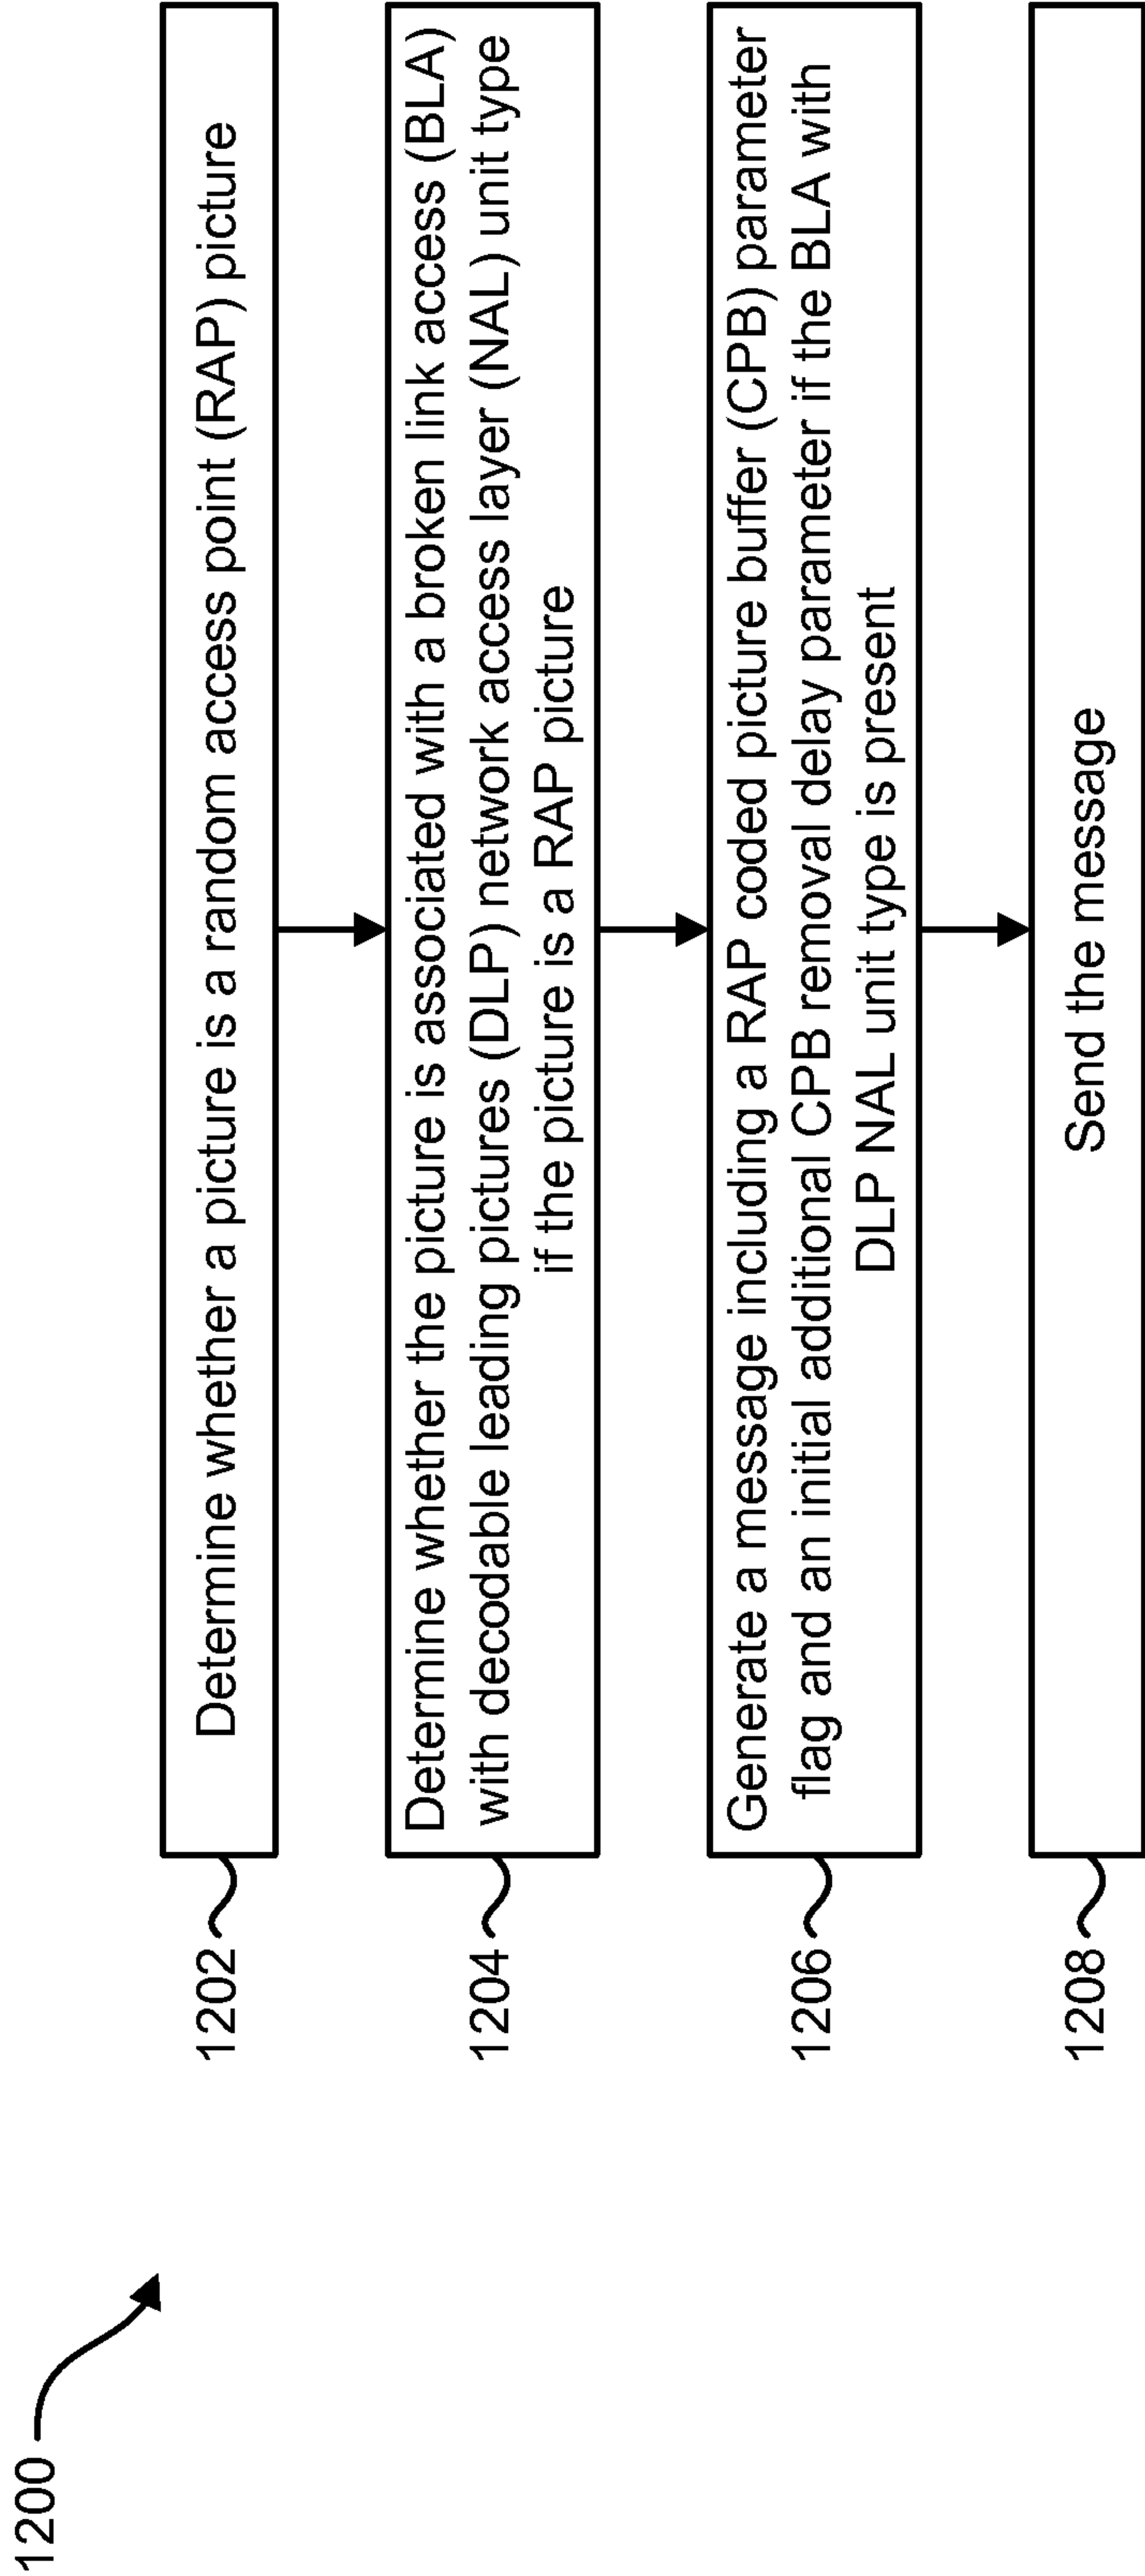 1200
1202
Determine whether a picture is a random access point (RAP) picture
1204
Determine whether the picture is associated with a broken link access (BLA)
with decodable leading pictures (DLP) network access layer (NAL) unit type
if the picture is a RAP picture
1206
Generate a message including a RAP coded picture buffer (CPB) parameter
flag and an initial additional CPB removal delay parameter if the BLA with
DLP NAL unit type is present
1208
Send the message